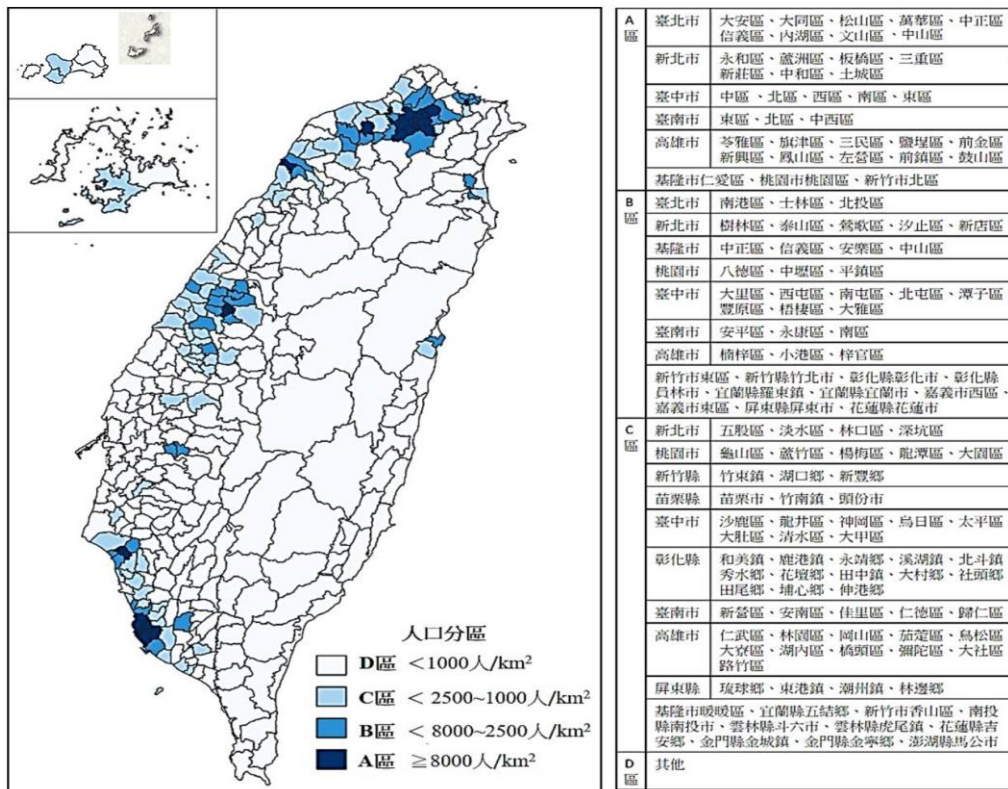 人口分區
D區 <1000人/km²
C區 <2500~1000人/km²
B區 <8000~2500人/km²
A區 ≧8000人/km²
A區
臺北市 大安區、大同區、松山區、萬華區、中正區
信義區、內湖區、文山區、中山區
新北市 永和區、蘆洲區、板橋區、三重區
新莊區、中和區、土城區
臺中市 中區、北區、西區、南區、東區
臺南市 東區、北區、中西區
高雄市 苓雅區、旗津區、三民區、鹽埕區、前金區
新興區、鳳山區、左營區、前鎮區、鼓山區
基隆市仁愛區、桃園市桃園區、新竹市北區
B區
臺北市 南港區、士林區、北投區
新北市 樹林區、泰山區、鶯歌區、汐止區、新店區
基隆市 中正區、信義區、安樂區、中山區
桃園市 八德區、中壢區、平鎮區
臺中市 大里區、西屯區、南屯區、北屯區、潭子區
豐原區、梧棲區、大雅區
臺南市 安平區、永康區、南區
高雄市 楠梓區、小港區、梓官區
新竹市東區、新竹縣竹北市、彰化縣彰化市、彰化縣
員林市、宜蘭縣羅東鎮、宜蘭縣宜蘭市、嘉義市西區、
嘉義市東區、屏東縣屏東市、花蓮縣花蓮市
C區
新北市 五股區、淡水區、林口區、深坑區
桃園市 龜山區、蘆竹區、楊梅區、龍潭區、大園區
新竹縣 竹東鎮、湖口鄉、新豐鄉
苗栗縣 苗栗市、竹南鎮、頭份市
臺中市 沙鹿區、龍井區、神岡區、烏日區、太平區
大肚區、清水區、大甲區
彰化縣 和美鎮、鹿港鎮、永靖鄉、溪湖鎮、北斗鎮
秀水鄉、花壇鄉、田中鎮、大村鄉、社頭鄉
田尾鄉、埔心鄉、伸港鄉
臺南市 新營區、安南區、佳里區、仁德區、歸仁區
高雄市 仁武區、林園區、岡山區、茄萣區、鳥松區
大寮區、湖內區、橋頭區、彌陀區、大社區
路竹區
屏東縣 琉球鄉、東港鎮、潮州鎮、林邊鄉
基隆市暖暖區、宜蘭縣五結鄉、新竹市香山區、南投
縣南投市、雲林縣斗六市、雲林縣虎尾鎮、花蓮縣吉
安鄉、金門縣金城鎮、金門縣金寧鄉、澎湖縣馬公市
D區
其他